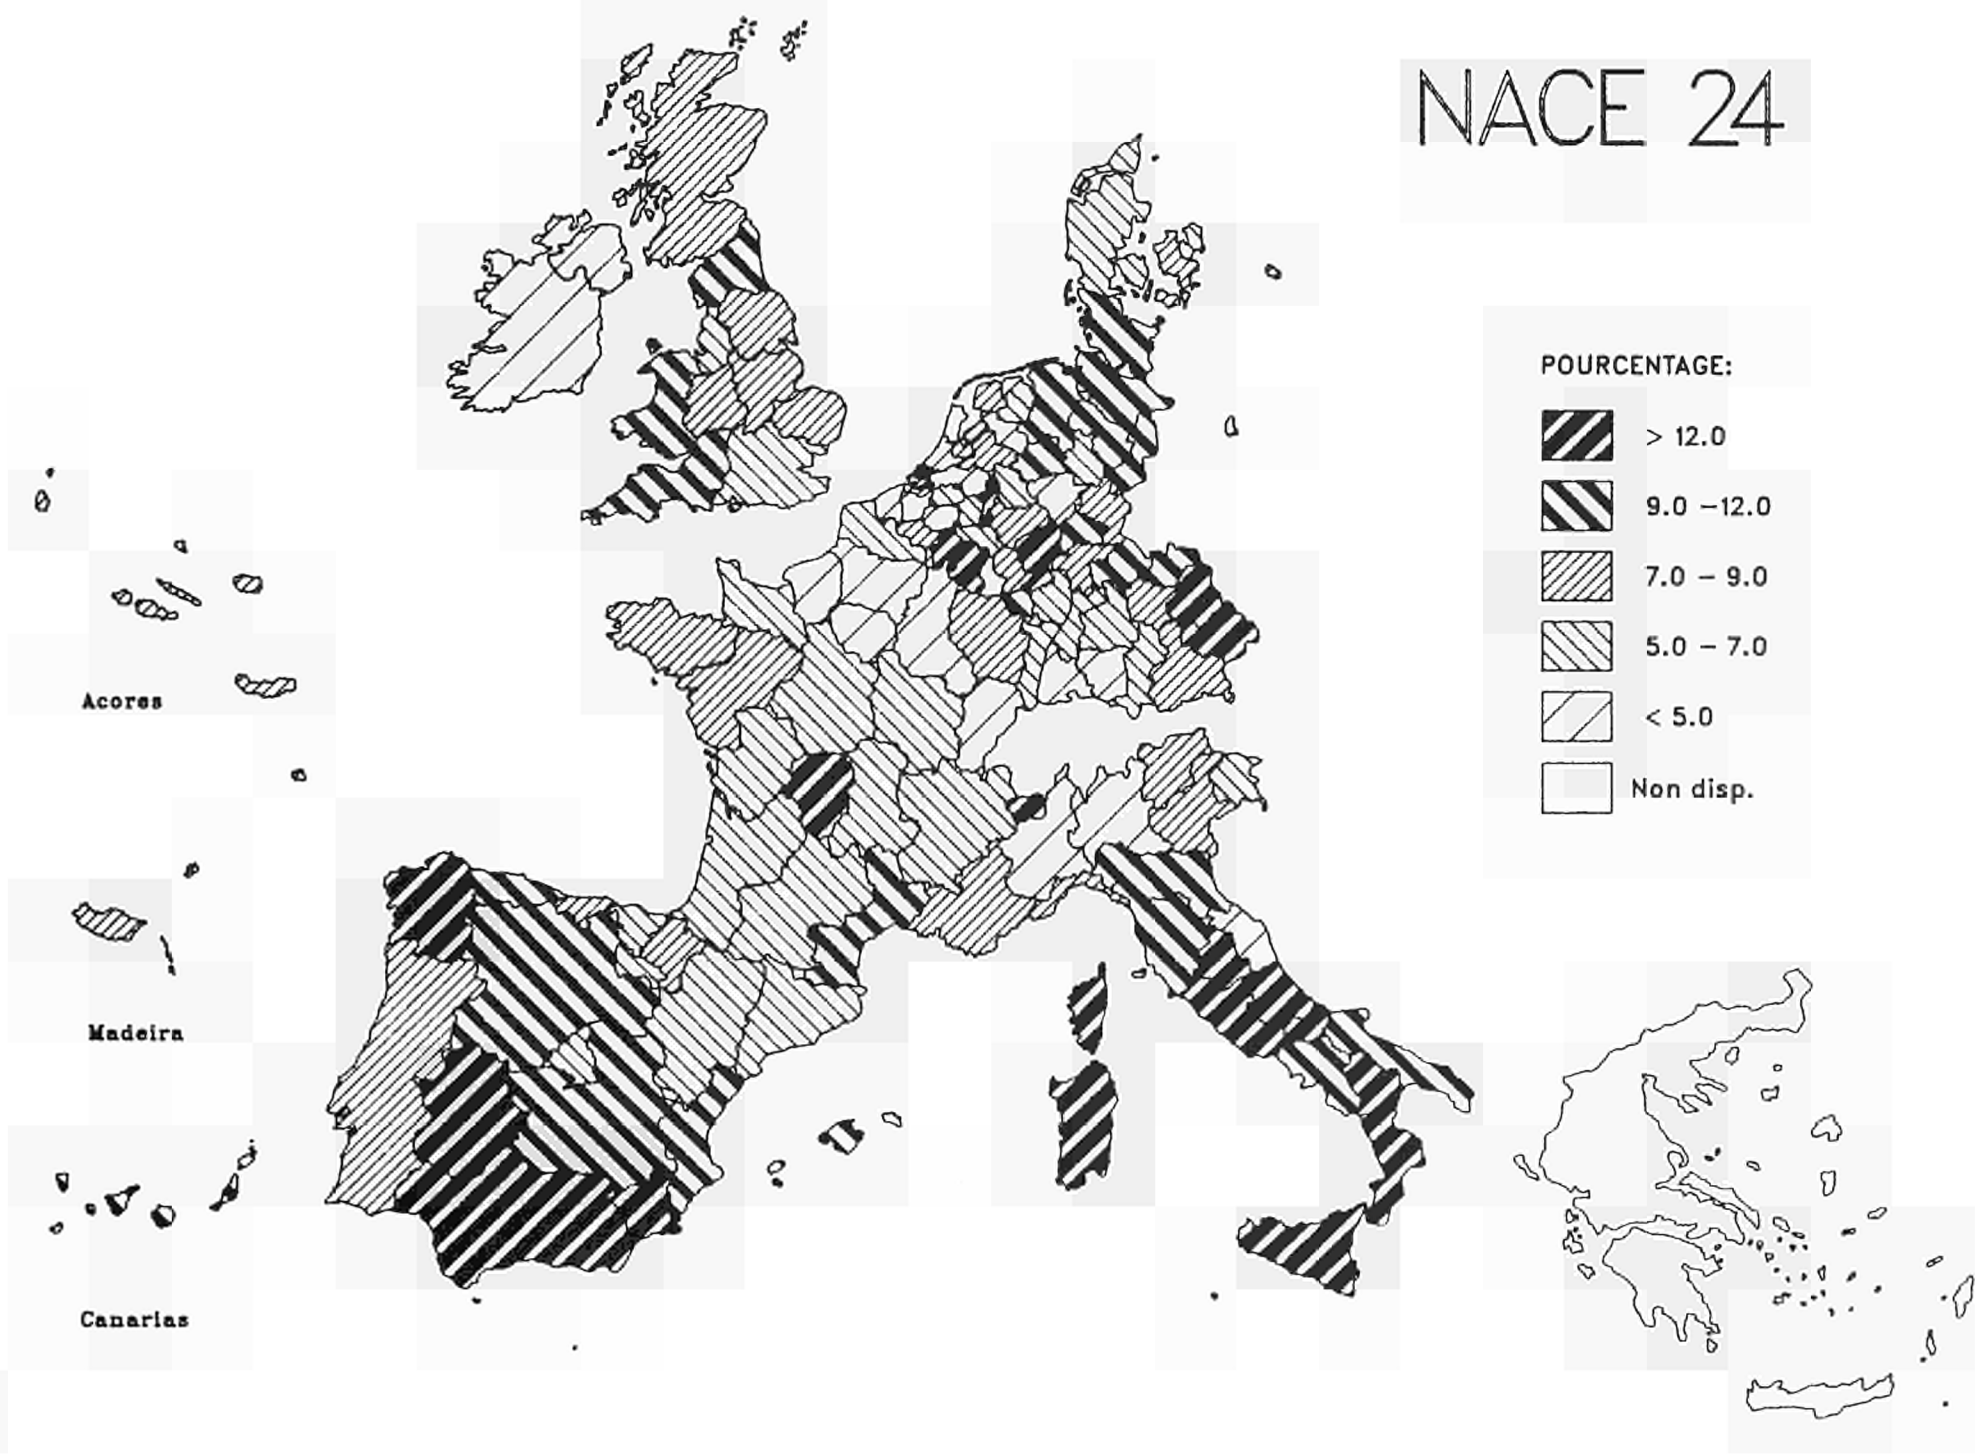 NACE 24
POURCENTAGE:
> 12.0
9.0 – 12.0
7.0 – 9.0
5.0 – 7.0
< 5.0
Non disp.
Acores
Madeira
Canarias